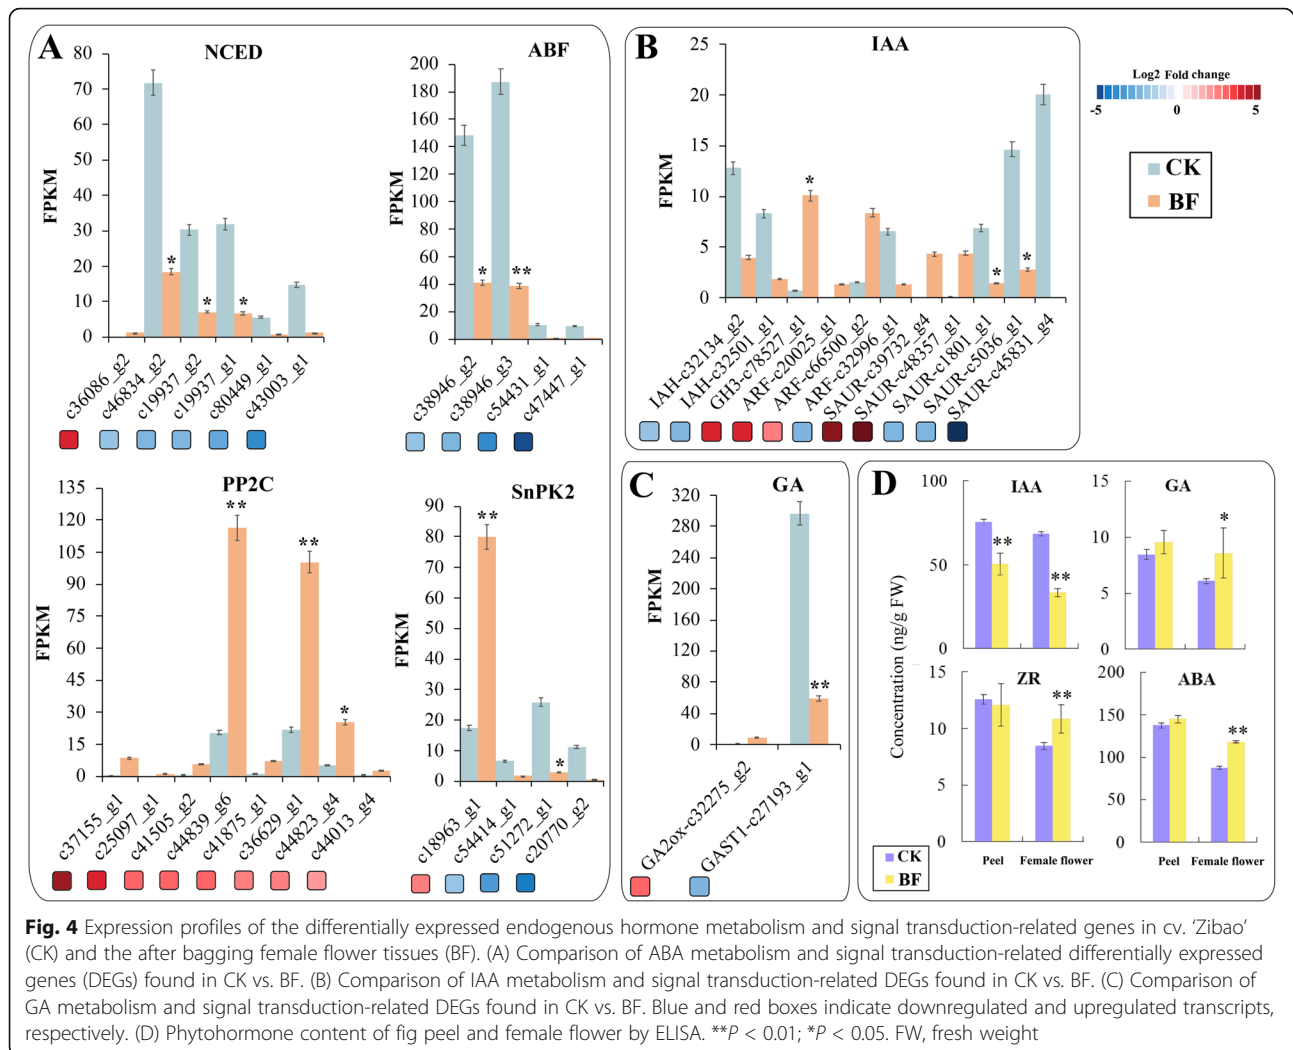 A
NCED
FPKM
80
70
60
50
40
30
20
10
0
*
*
*
c36086_g2
c46834_g2
c19937_g2
c19937_g1
c80449_g1
c43003_g1
ABF
FPKM
200
180
160
140
120
100
80
60
40
20
0
*
**
c38946_g2
c38946_g3
c54431_g1
c47447_g1
PP2C
FPKM
135
120
105
90
75
60
45
30
15
0
**
**
*
c37155_g1
c25097_g1
c41505_g2
c44839_g6
c41875_g1
c36629_g1
c44823_g4
c44013_g4
SnPK2
FPKM
90
80
70
60
50
40
30
20
10
0
**
*
c18963_g1
c54414_g1
c51272_g1
c20770_g2
B
IAA
FPKM
25
20
15
10
5
0
*
*
*
IAH-c32134_g2
IAH-c32501_g1
GH3-c78527_g1
ARF-c20025_g1
ARF-c66500_g2
ARF-c32996_g1
SAUR-c39732_g4
SAUR-c48357_g1
SAUR-c1801_g1
SAUR-c5036_g1
SAUR-c45831_g4
Log2 Fold change
-5 0 5
CK
BF
C
GA
FPKM
320
280
240
200
160
120
80
40
0
**
GA2ox-c32275_g2
GAST1-c27193_g1
D
Concentration (ng/g FW)
IAA
100
50
0
**
**
GA
15
10
5
0
*
ZR
15
10
5
0
**
Peel Female flower
ABA
200
150
100
50
0
**
Peel Female flower
CK
BF
Fig. 4 Expression profiles of the differentially expressed endogenous hormone metabolism and signal transduction-related genes in cv. ‘Zibao’
(CK) and the after bagging female flower tissues (BF). (A) Comparison of ABA metabolism and signal transduction-related differentially expressed
genes (DEGs) found in CK vs. BF. (B) Comparison of IAA metabolism and signal transduction-related DEGs found in CK vs. BF. (C) Comparison of
GA metabolism and signal transduction-related DEGs found in CK vs. BF. Blue and red boxes indicate downregulated and upregulated transcripts,
respectively. (D) Phytohormone content of fig peel and female flower by ELISA. **P < 0.01; *P < 0.05. FW, fresh weight